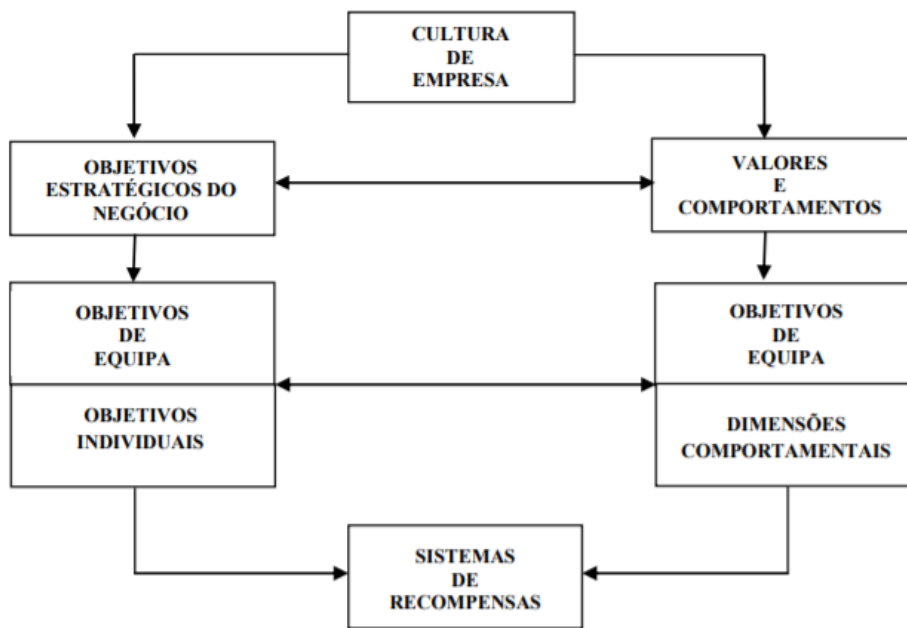 CULTURA
DE
EMPRESA
OBJETIVOS
ESTRATÉGICOS DO
NEGÓCIO
VALORES
E
COMPORTAMENTOS
OBJETIVOS
DE
EQUIPA
OBJETIVOS
DE
EQUIPA
OBJETIVOS
INDIVIDUAIS
DIMENSÕES
COMPORTAMENTAIS
SISTEMAS
DE
RECOMPENSAS